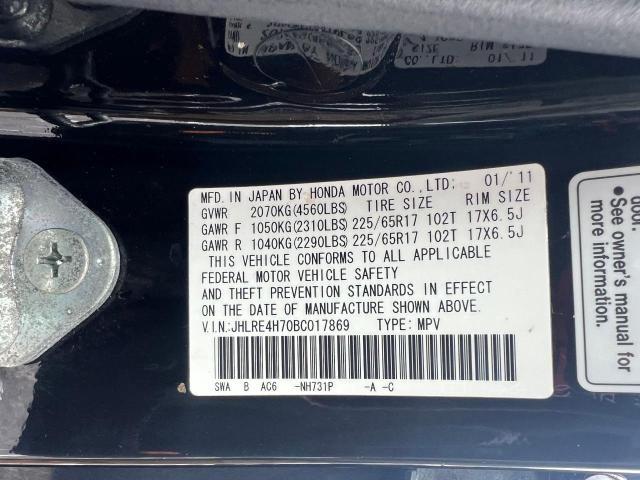 MFD. IN JAPAN BY HONDA MOTOR CO., LTD: 01/'11
GVWR 2070KG(4560LBS) TIRE SIZE RIM SIZE
GAWR F 1050KG(2310LBS) 225/65R17 102T 17X6.5J
GAWR R 1040KG(2290LBS) 225/65R17 102T 17X6.5J
THIS VEHICLE CONFORMS TO ALL APPLICABLE
FEDERAL MOTOR VEHICLE SAFETY
AND THEFT PREVENTION STANDARDS IN EFFECT
ON THE DATE OF MANUFACTURE SHOWN ABOVE.
V.I.N.:JHLRE4H70BC017869 TYPE: MPV
SWA B AC6 -NH731P -A -C
See owner's manual for
more information.